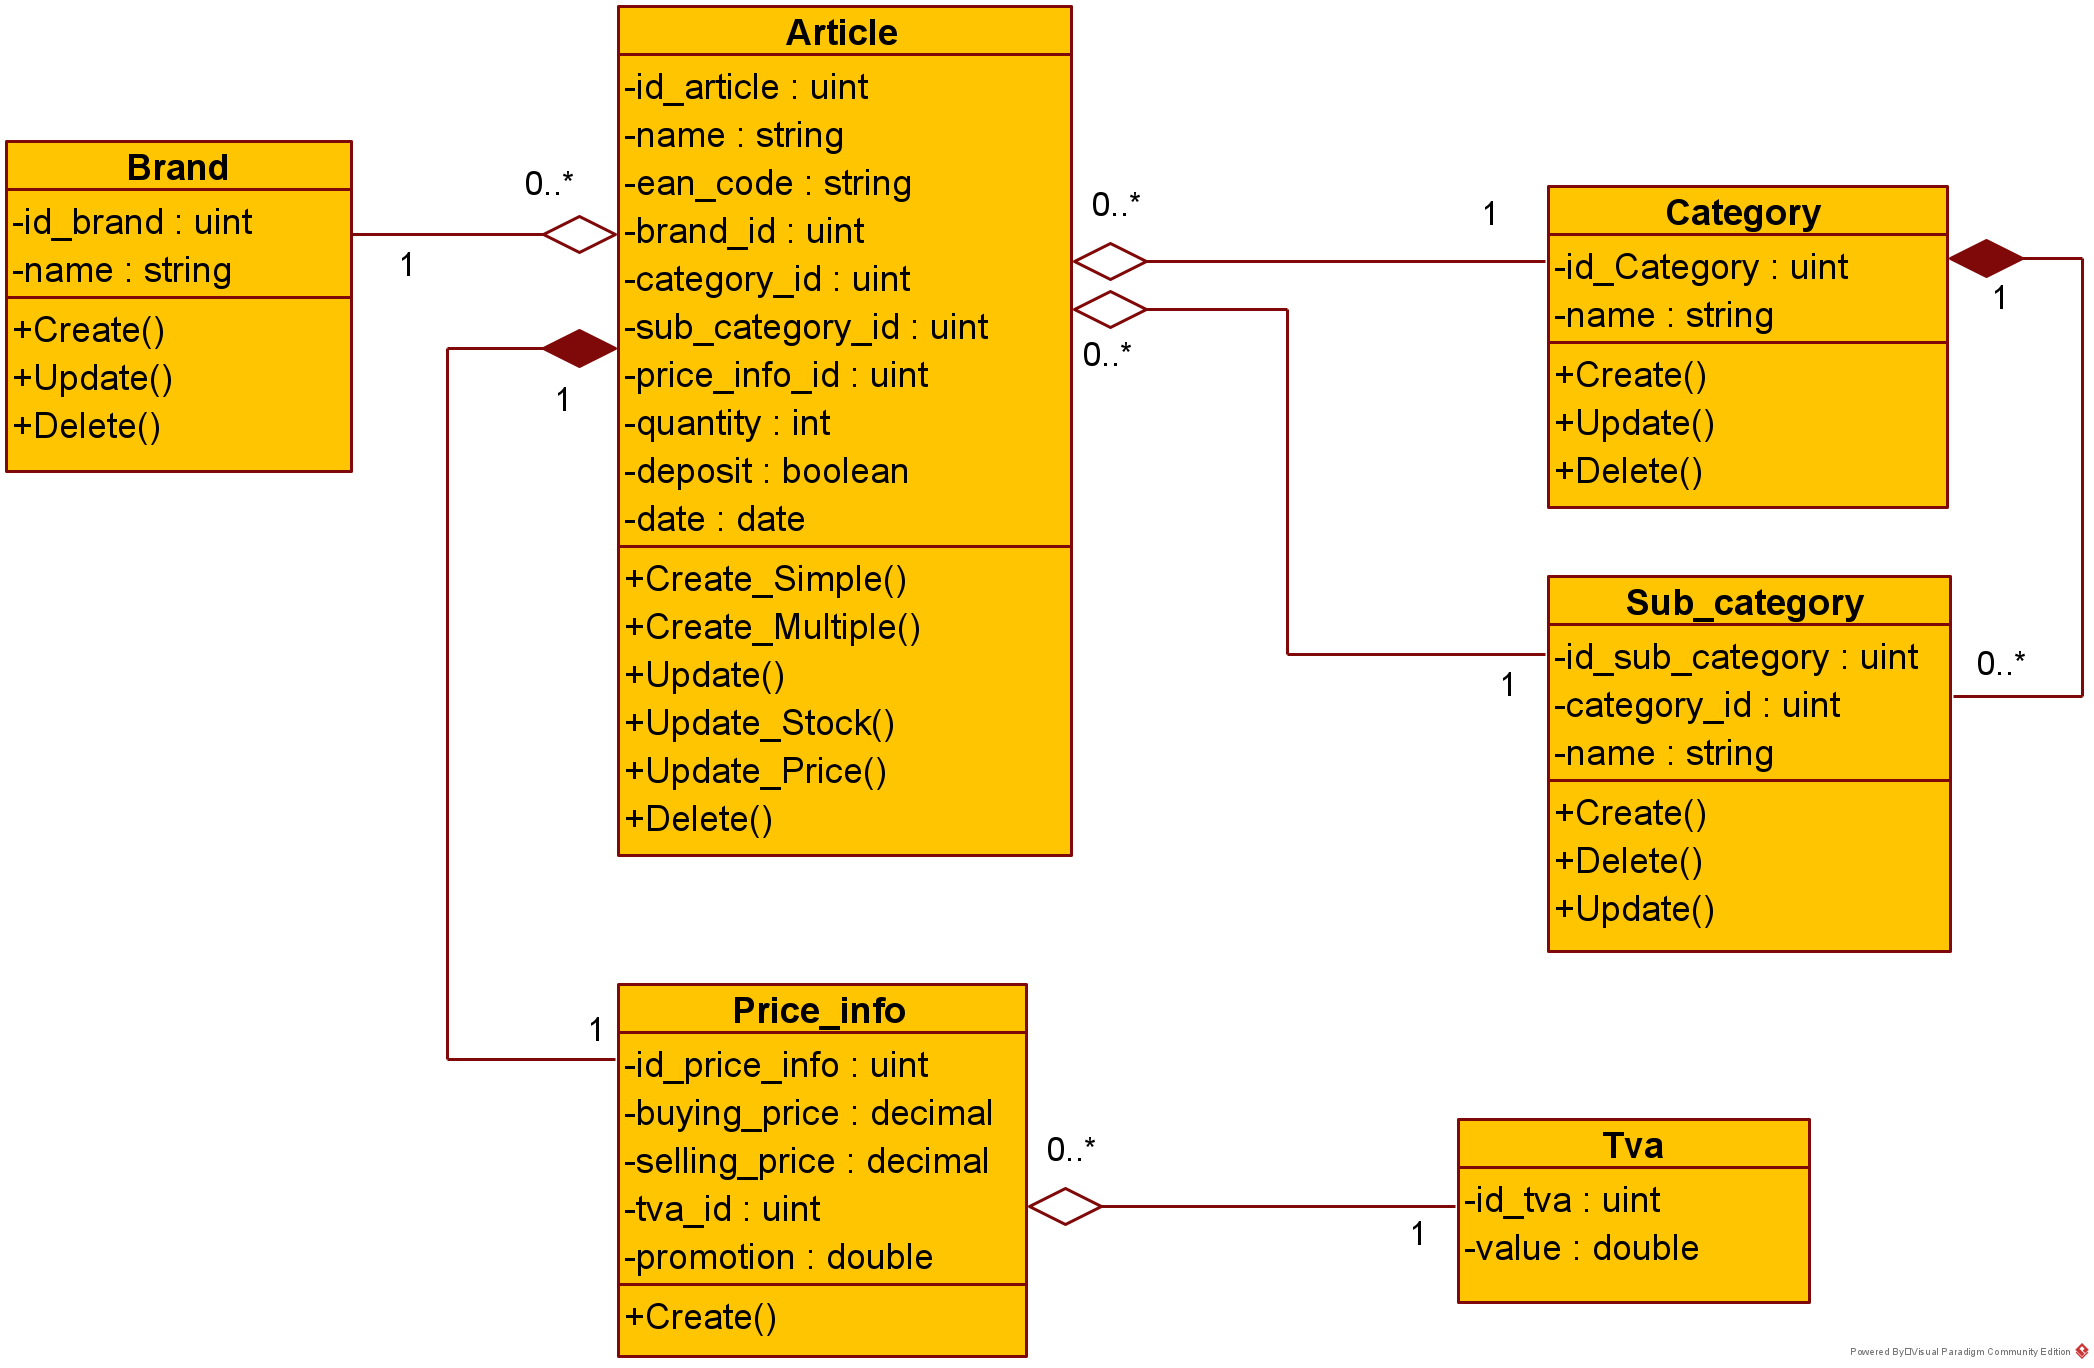 Brand
-id_brand : uint
-name : string
+Create()
+Update()
+Delete()
1
0..*
1
Article
-id_article : uint
-name : string
-ean_code : string
-brand_id : uint
-category_id : uint
-sub_category_id : uint
-price_info_id : uint
-quantity : int
-deposit : boolean
-date : date
+Create_Simple()
+Create_Multiple()
+Update()
+Update_Stock()
+Update_Price()
+Delete()
0..*
1
0..*
1
Category
-id_Category : uint
-name : string
+Create()
+Update()
+Delete()
1
0..*
Sub_category
-id_sub_category : uint
-category_id : uint
-name : string
+Create()
+Delete()
+Update()
1
Price_info
-id_price_info : uint
-buying_price : decimal
-selling_price : decimal
-tva_id : uint
-promotion : double
+Create()
0..*
1
Tva
-id_tva : uint
-value : double
Powered By Visual Paradigm Community Edition